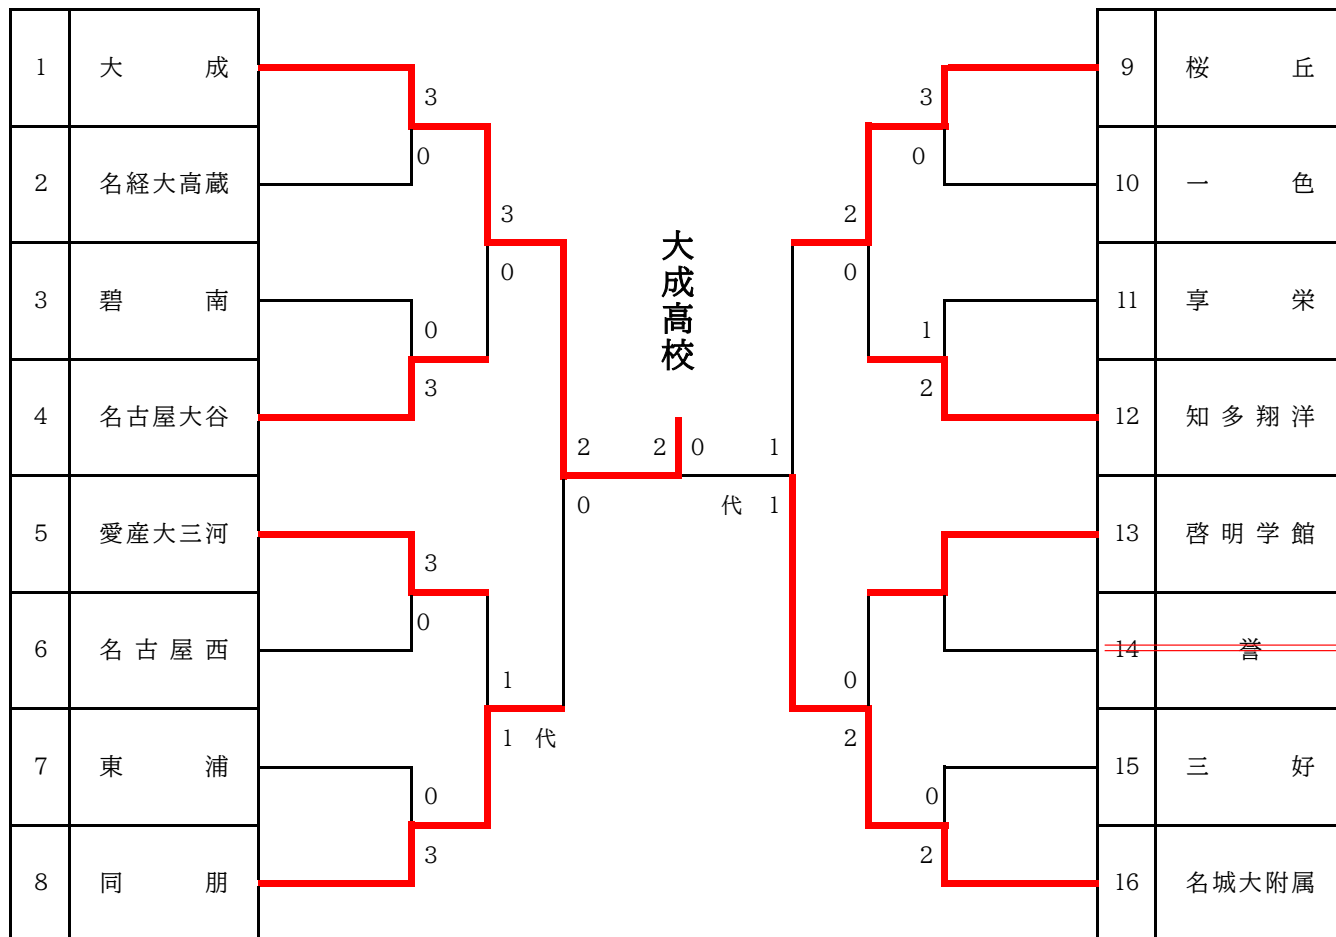 1 大成
2 名経大高蔵
3 碧南
4 名古屋大谷
5 愛産大三河
6 名古屋西
7 東浦
8 同朋
3
0
0
3
3
0
0
3
3
0
1
1 代
2
0
大成高校
2 0
1
代 1
2
0
0
2
3
0
1
2
0
2
9 桜丘
10 一色
11 享栄
12 知多翔洋
13 啓明学館
14 誉
15 三好
16 名城大附属